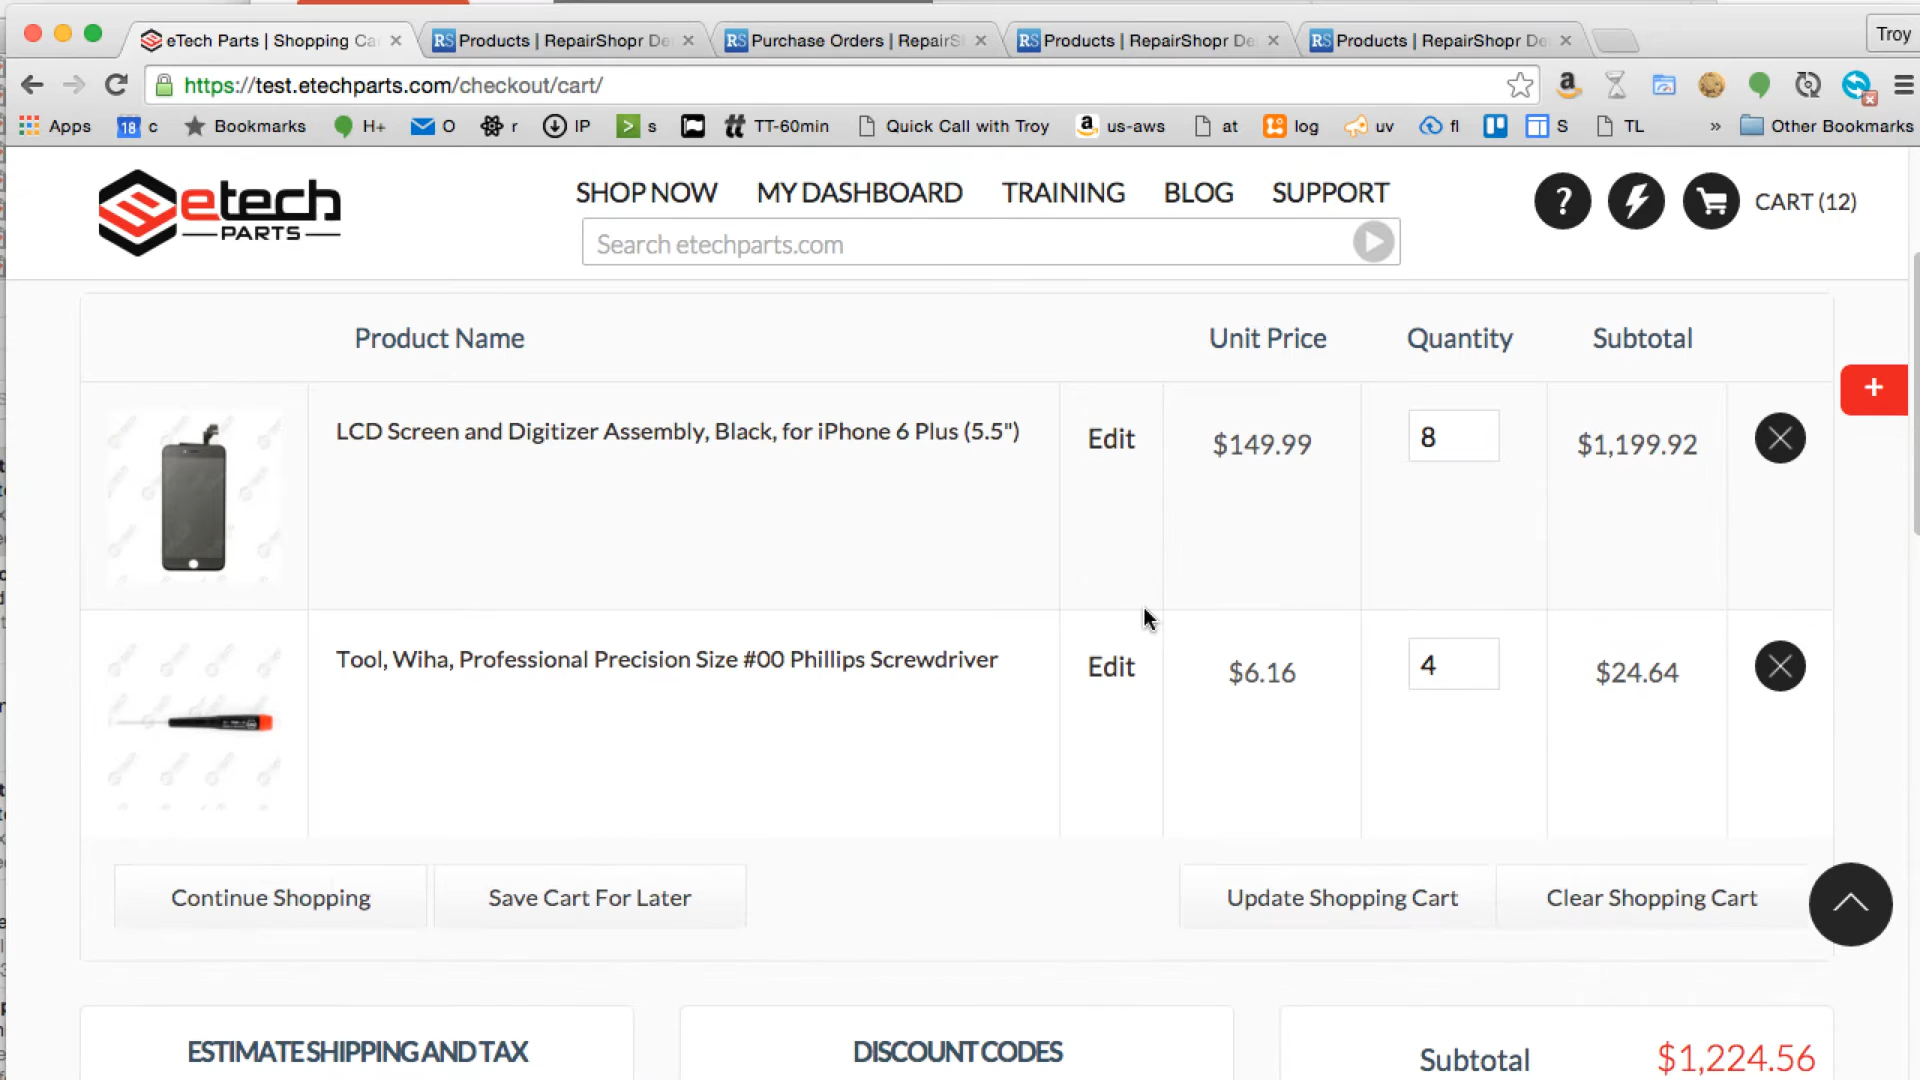 eTech Parts | Shopping Ca
RS Products | RepairShopr De
RS Purchase Orders | RepairS
RS Products | RepairShopr De
RS Products | RepairShopr De
Troy
https://test.etechparts.com/checkout/cart/
Apps 18 c Bookmarks H+ O r IP s TT-60min Quick Call with Troy us-aws at log uv fl S TL » Other Bookmarks
etech
PARTS
SHOP NOW MY DASHBOARD TRAINING BLOG SUPPORT
Search etechparts.com
? CART (12)
Product Name Unit Price Quantity Subtotal
+
LCD Screen and Digitizer Assembly, Black, for iPhone 6 Plus (5.5") Edit $149.99 8 $1,199.92
Tool, Wiha, Professional Precision Size #00 Phillips Screwdriver Edit $6.16 4 $24.64
Continue Shopping Save Cart For Later Update Shopping Cart Clear Shopping Cart
ESTIMATE SHIPPING AND TAX DISCOUNT CODES Subtotal $1,224.56